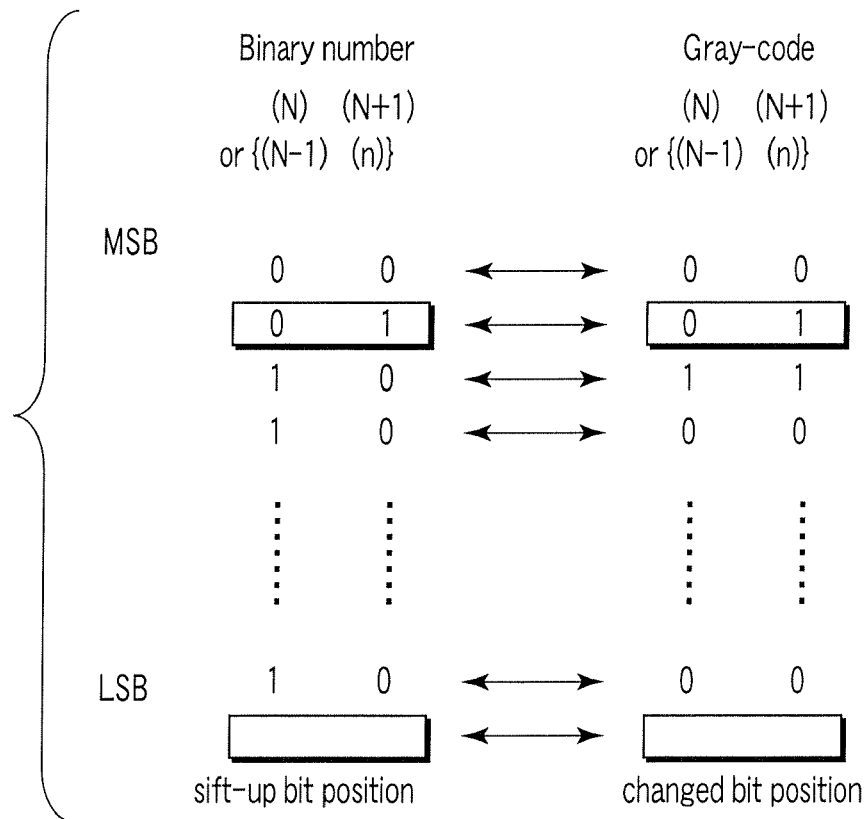 Binary number Gray-code
(N) (N+1) (N) (N+1)
or {(N-1) (n)} or {(N-1) (n)}
MSB
0 0 0 0
0 1 0 1
1 0 1 1
1 0 0 0
LSB 1 0 0 0
sift-up bit position changed bit position